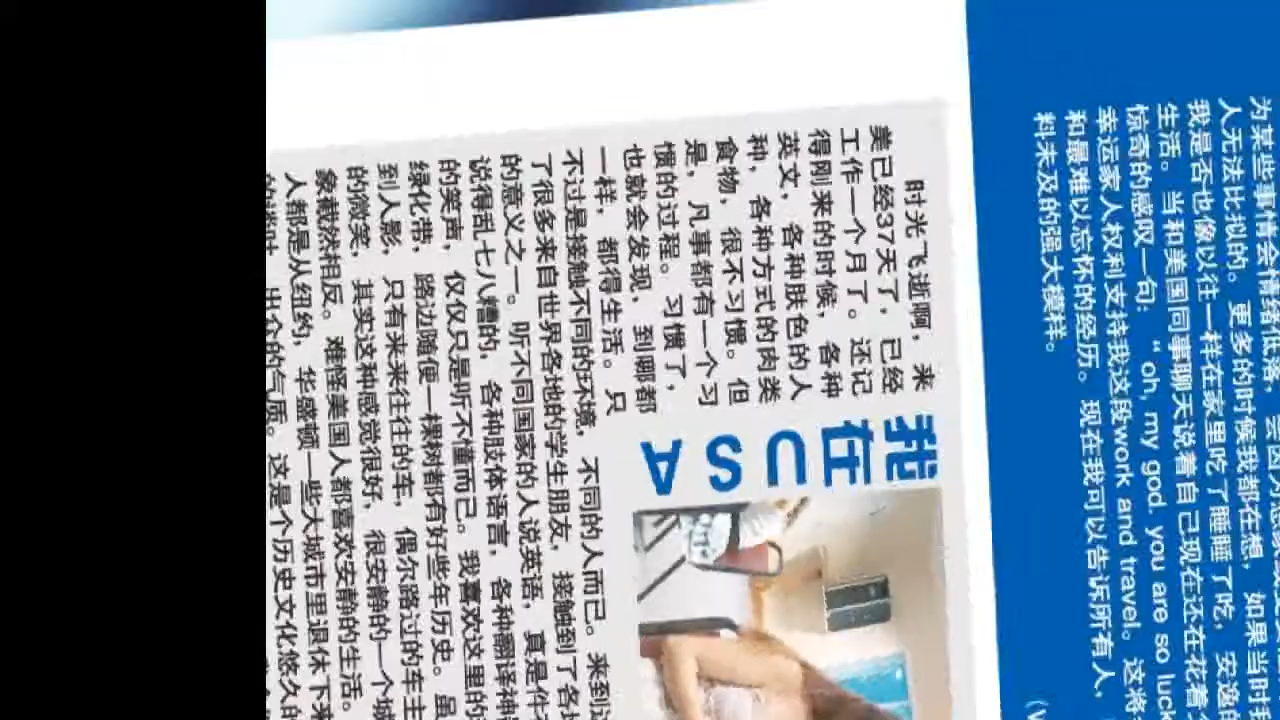 为某些事情会情绪低落，
人无法比拟的。更多的时候我都在想，如果当时我
我是否也像以往一样在家里吃了睡睡了吃，安逸的
生活。当和美国同事聊天说着自己现在还在花着
惊奇的感叹一句：“oh, my god. you are so luck
幸运家人权利支持我这段work and travel。这将
和最难以忘怀的经历。现在我可以告诉所有人，
料未及的强大模样。
我在USA
时光飞逝啊，来
美已经37天了，已经
工作一个月了。还记
得刚来的时候，各种
英文，各种肤色的人
种，各种方式的肉类
食物，很不习惯。但
是，凡事都有一个习
惯的过程。习惯了，
也就会发现，到哪都
一样，都得生活。只
不过是接触不同的环境，不同的人而已。来到这
了很多来自世界各地的学生朋友，接触到了各地
的意义之一。听不同国家的人说英语，真是件
说得乱七八糟的，各种肢体语言，各种翻译神
的笑声，仅仅只是听不懂而已。我喜欢这里的
绿化带，路边随便一棵树都有好些年历史。虽
到人影，只有来来往往的车，偶尔路过的车主
的微笑，其实这种感觉很好，很安静的一个城
象截然相反。难怪美国人都喜欢安静的生活。
人都是从纽约，华盛顿一些大城市里退休下来
出众的气质。这是个历史文化悠久的